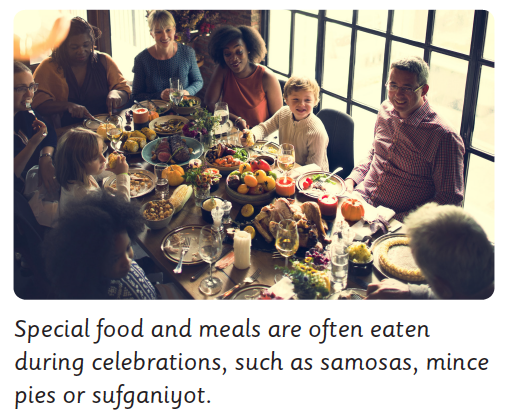 Special food and meals are often eaten
during celebrations, such as samosas, mince
pies or sufganiyot.